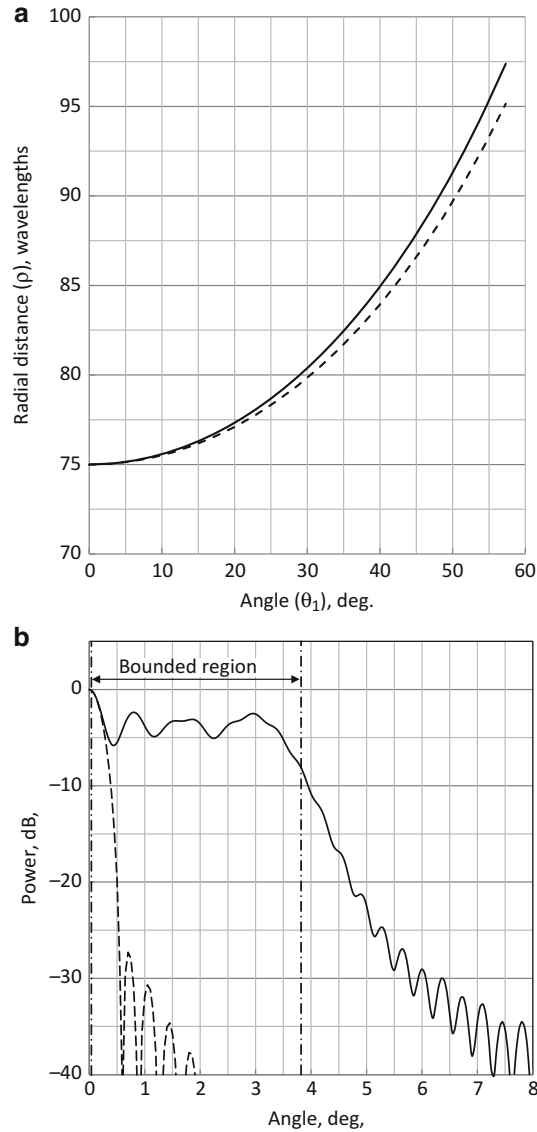 a
100
95
90
85
80
75
70
Radial distance (ρ), wavelengths
0 10 20 30 40 50 60
Angle (θ1), deg.
b
Bounded region
0
–10
–20
–30
–40
Power, dB,
0 1 2 3 4 5 6 7 8
Angle, deg,